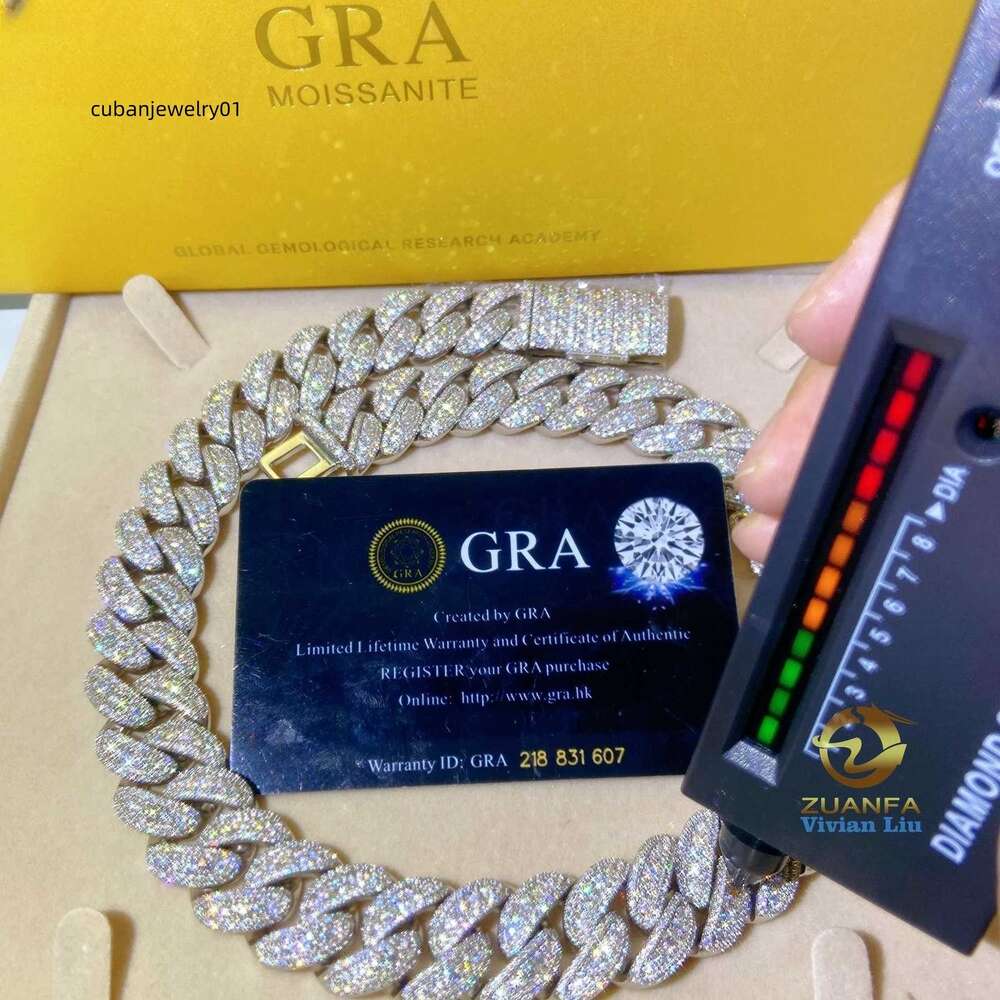 GRA
MOISSANITE
cubanjewelry01
GLOBAL GEMOLOGICAL RESEARCH ACADEMY
GRA
GRA
Created by GRA
Limited Lifetime Warranty and Certificate of Authentic
REGISTER your GRA purchase
Online: http://www.gra.hk
Warranty ID: GRA 218 831 607
DIA
8
7
6
5
4
3
DIAMOND
ZUANFA
Vivian Liu